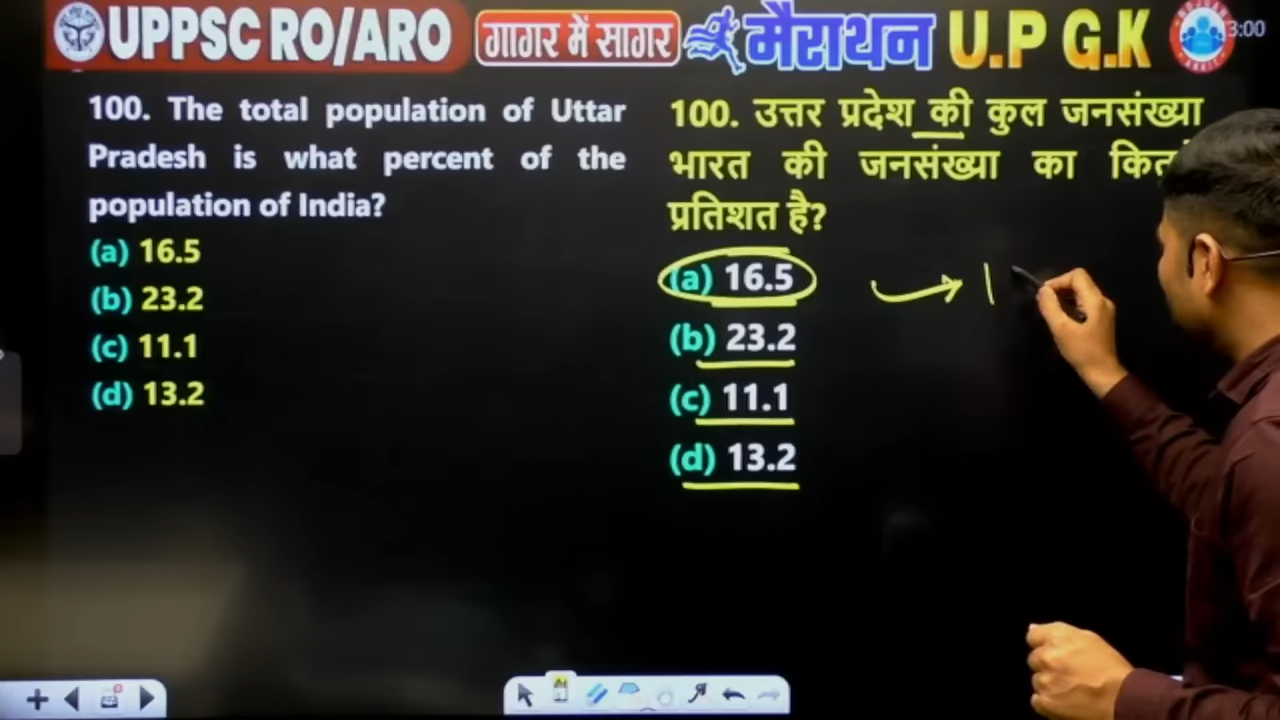 UPPSC RO/ARO गागर में सागर मैराथन U.P G.K
3:00
100. The total population of Uttar
Pradesh is what percent of the
population of India?
(a) 16.5
(b) 23.2
(c) 11.1
(d) 13.2
100. उत्तर प्रदेश की कुल जनसंख्या
भारत की जनसंख्या का
प्रतिशत है?
(a) 16.5
(b) 23.2
(c) 11.1
(d) 13.2